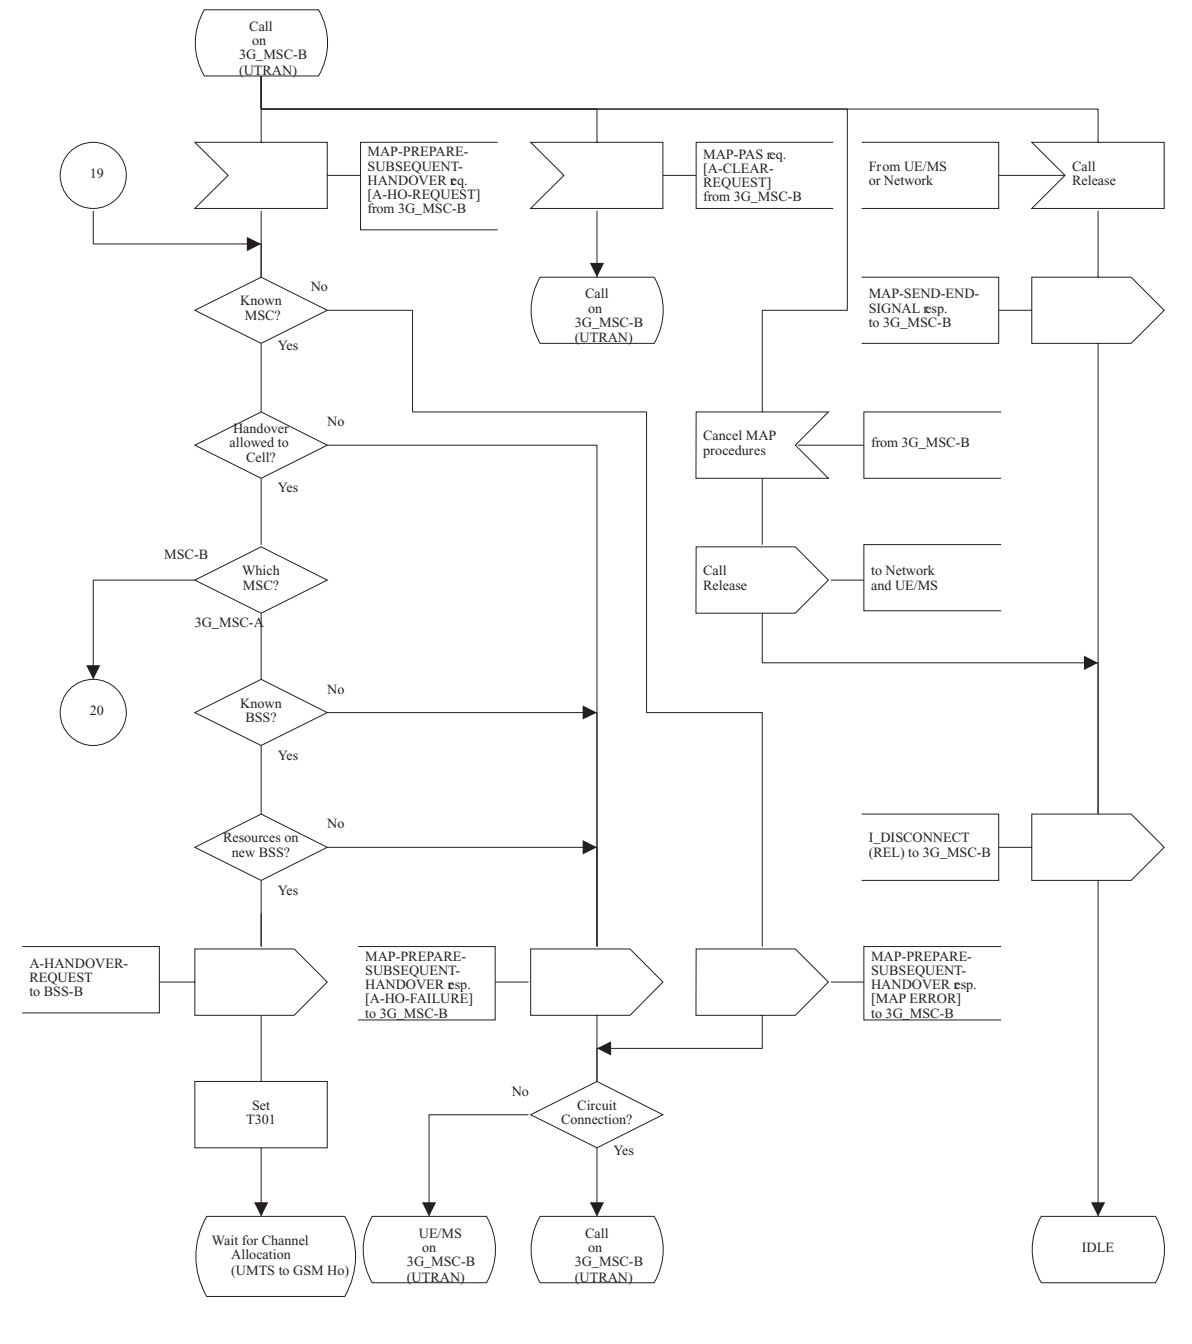 Call
on
3G_MSC-B
(UTRAN)
19
MAP-PREPARE-
SUBSEQUENT-
HANDOVER req.
[A-HO-REQUEST]
from 3G_MSC-B
MAP-PAS req.
[A-CLEAR-
REQUEST]
from 3G_MSC-B
From UE/MS
or Network
Call
Release
Known
MSC?
No
Yes
Call
on
3G_MSC-B
(UTRAN)
MAP-SEND-END-
SIGNAL resp.
to 3G_MSC-B
Handover
allowed to
Cell?
No
Yes
Cancel MAP
procedures
from 3G_MSC-B
MSC-B
Which
MSC?
3G_MSC-A
Call
Release
to Network
and UE/MS
20
Known
BSS?
No
Yes
Resources on
new BSS?
No
Yes
I_DISCONNECT
(REL) to 3G_MSC-B
A-HANDOVER-
REQUEST
to BSS-B
MAP-PREPARE-
SUBSEQUENT-
HANDOVER resp.
[A-HO-FAILURE]
to 3G_MSC-B
MAP-PREPARE-
SUBSEQUENT-
HANDOVER resp.
[MAP ERROR]
to 3G_MSC-B
Set
T301
No
Circuit
Connection?
Yes
Wait for Channel
Allocation
(UMTS to GSM Ho)
UE/MS
on
3G_MSC-B
(UTRAN)
Call
on
3G_MSC-B
(UTRAN)
IDLE